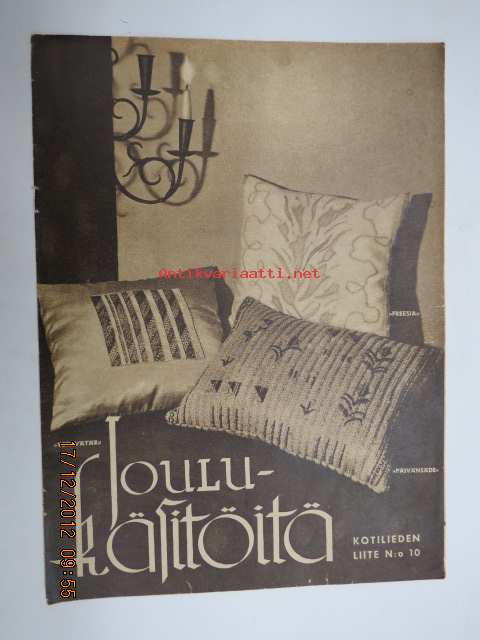 Antikvariaatti.net
»FREESIA»
»PÄIVÄNSÄDE»
JOULU-
KÄSITÖITÄ
KOTILIEDEN
LIITE N:o 10
17/12/2012 09:55